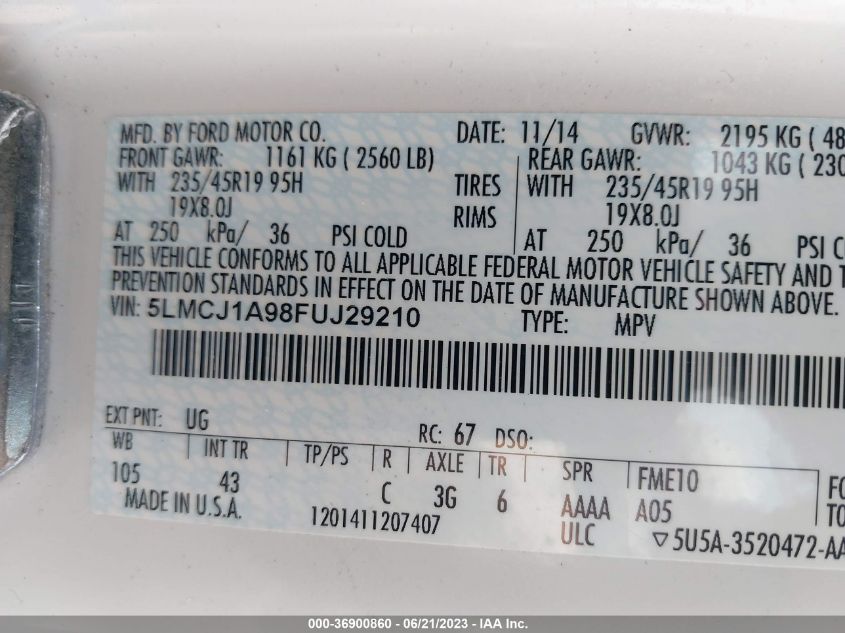 MFD. BY FORD MOTOR CO. DATE: 11/14 GVWR: 2195 KG ( 48
FRONT GAWR: 1161 KG ( 2560 LB) REAR GAWR: 1043 KG ( 230
WITH 235/45R19 95H TIRES WITH 235/45R19 95H
19X8.0J RIMS 19X8.0J
AT 250 kPa/ 36 PSI COLD AT 250 kPa/ 36 PSI CO
THIS VEHICLE CONFORMS TO ALL APPLICABLE FEDERAL MOTOR VEHICLE SAFETY AND T
PREVENTION STANDARDS IN EFFECT ON THE DATE OF MANUFACTURE SHOWN ABOVE.
VIN: 5LMCJ1A98FUJ29210 TYPE: MPV
EXT PNT: UG RC: 67 DSO:
WB INT TR TP/PS R AXLE TR SPR FME10 FO
105 43 C 3G 6 AAAA A05 TO
MADE IN U.S.A. 1201411207407 ULC ▽5U5A-3520472-AA
000-36900860 - 06/21/2023 - IAA Inc.